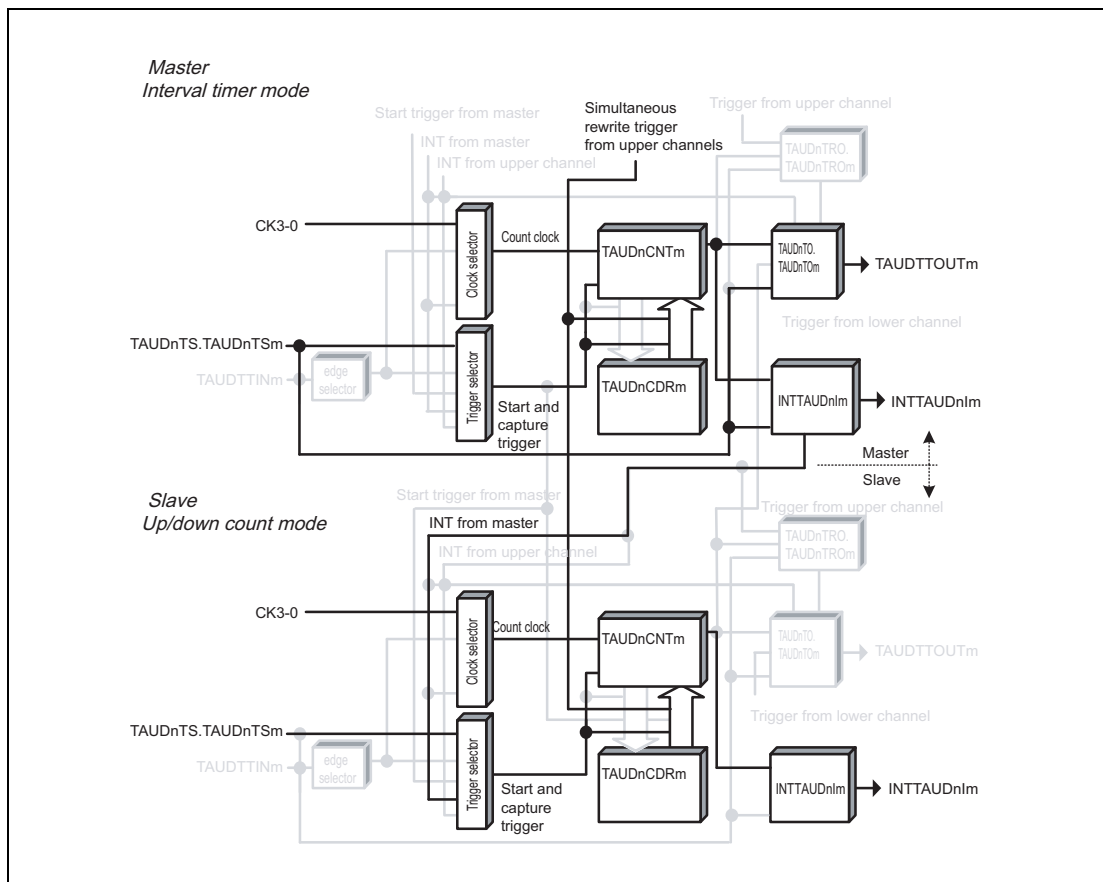 Master
Interval timer mode
Start trigger from master
INT from master
INT from upper channel
Simultaneous
rewrite trigger
from upper channels
Trigger from upper channel
TAUDnTRO.
TAUDnTROm
CK3-0
Clock selector
Count clock
TAUDnCNTm
TAUDnTO.
TAUDnTOm
TAUDTTOUTm
Trigger from lower channel
TAUDnTS.TAUDnTSm
TAUDTTINm
edge
selector
Trigger selector
Start and
capture
trigger
TAUDnCDRm
INTTAUDnIm
INTTAUDnIm
Master
Slave
Slave
Up/down count mode
Start trigger from master
INT from master
INT from upper channel
Trigger from upper channel
TAUDnTRO.
TAUDnTROm
CK3-0
Clock selector
Count clock
TAUDnCNTm
TAUDnTO.
TAUDnTOm
TAUDTTOUTm
Trigger from lower channel
TAUDnTS.TAUDnTSm
TAUDTTINm
edge
selector
Trigger selector
Start and
capture
trigger
TAUDnCDRm
INTTAUDnIm
INTTAUDnIm